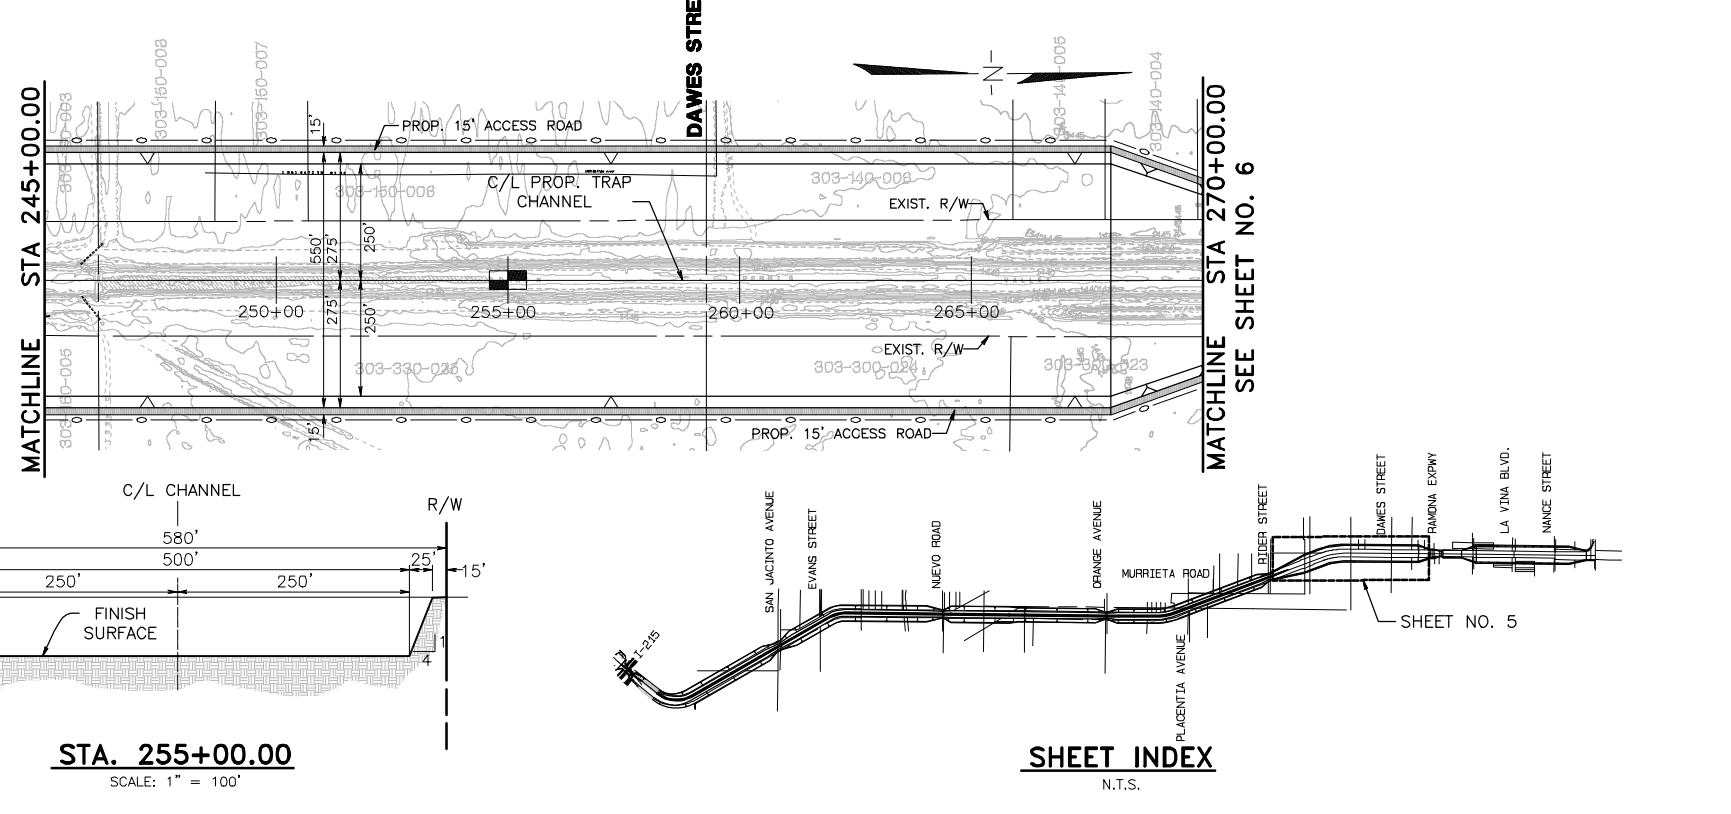 DAWES STRE
N
303-150-003
303-150-008
303-150-007
303-140-005
303-140-004
MATCHLINE STA 245+00.00
15'
PROP. 15' ACCESS ROAD
303-150-008
C/L PROP. TRAP
CHANNEL
303-140-008
EXIST. R/W
550'
275'
250'
VALLEY
250+00
255+00
260+00
265+00
275'
250'
EXIST. R/W
303-300-024
15'
PROP. 15' ACCESS ROAD
MATCHLINE STA 270+00.00
SEE SHEET NO. 6
C/L CHANNEL
R/W
580'
500'
25'
15'
250'
250'
FINISH
SURFACE
1
4
STA. 255+00.00
SCALE: 1" = 100'
I-215
SAN JACINTO AVENUE
EVANS STREET
NUEVO ROAD
ORANGE AVENUE
MURRIETA ROAD
PLACENTIA AVENUE
RIDER STREET
DAWES STREET
RAMONA EXPWY
LA VINA BLVD.
NANCE STREET
SHEET NO. 5
SHEET INDEX
N.T.S.